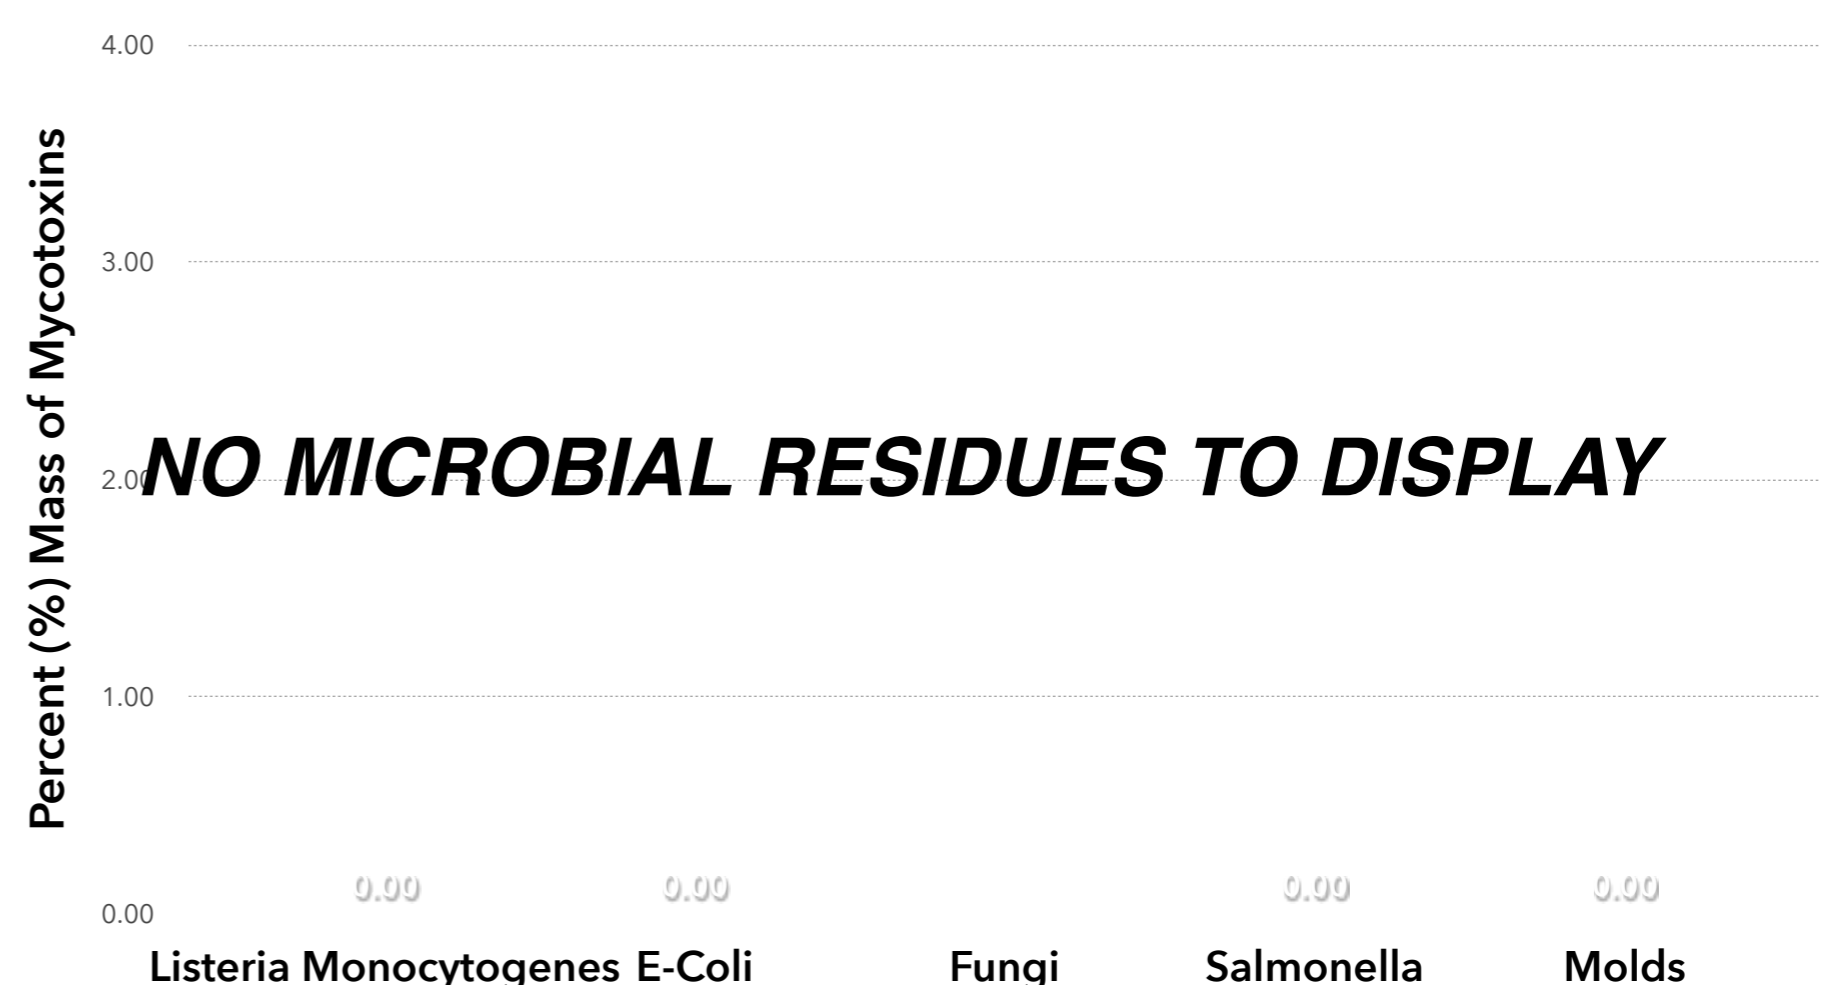 Percent (%) Mass of Mycotoxins
4.00
3.00
2.00
1.00
0.00
NO MICROBIAL RESIDUES TO DISPLAY
0.00
0.00
0.00
0.00
Listeria Monocytogenes
E-Coli
Fungi
Salmonella
Molds